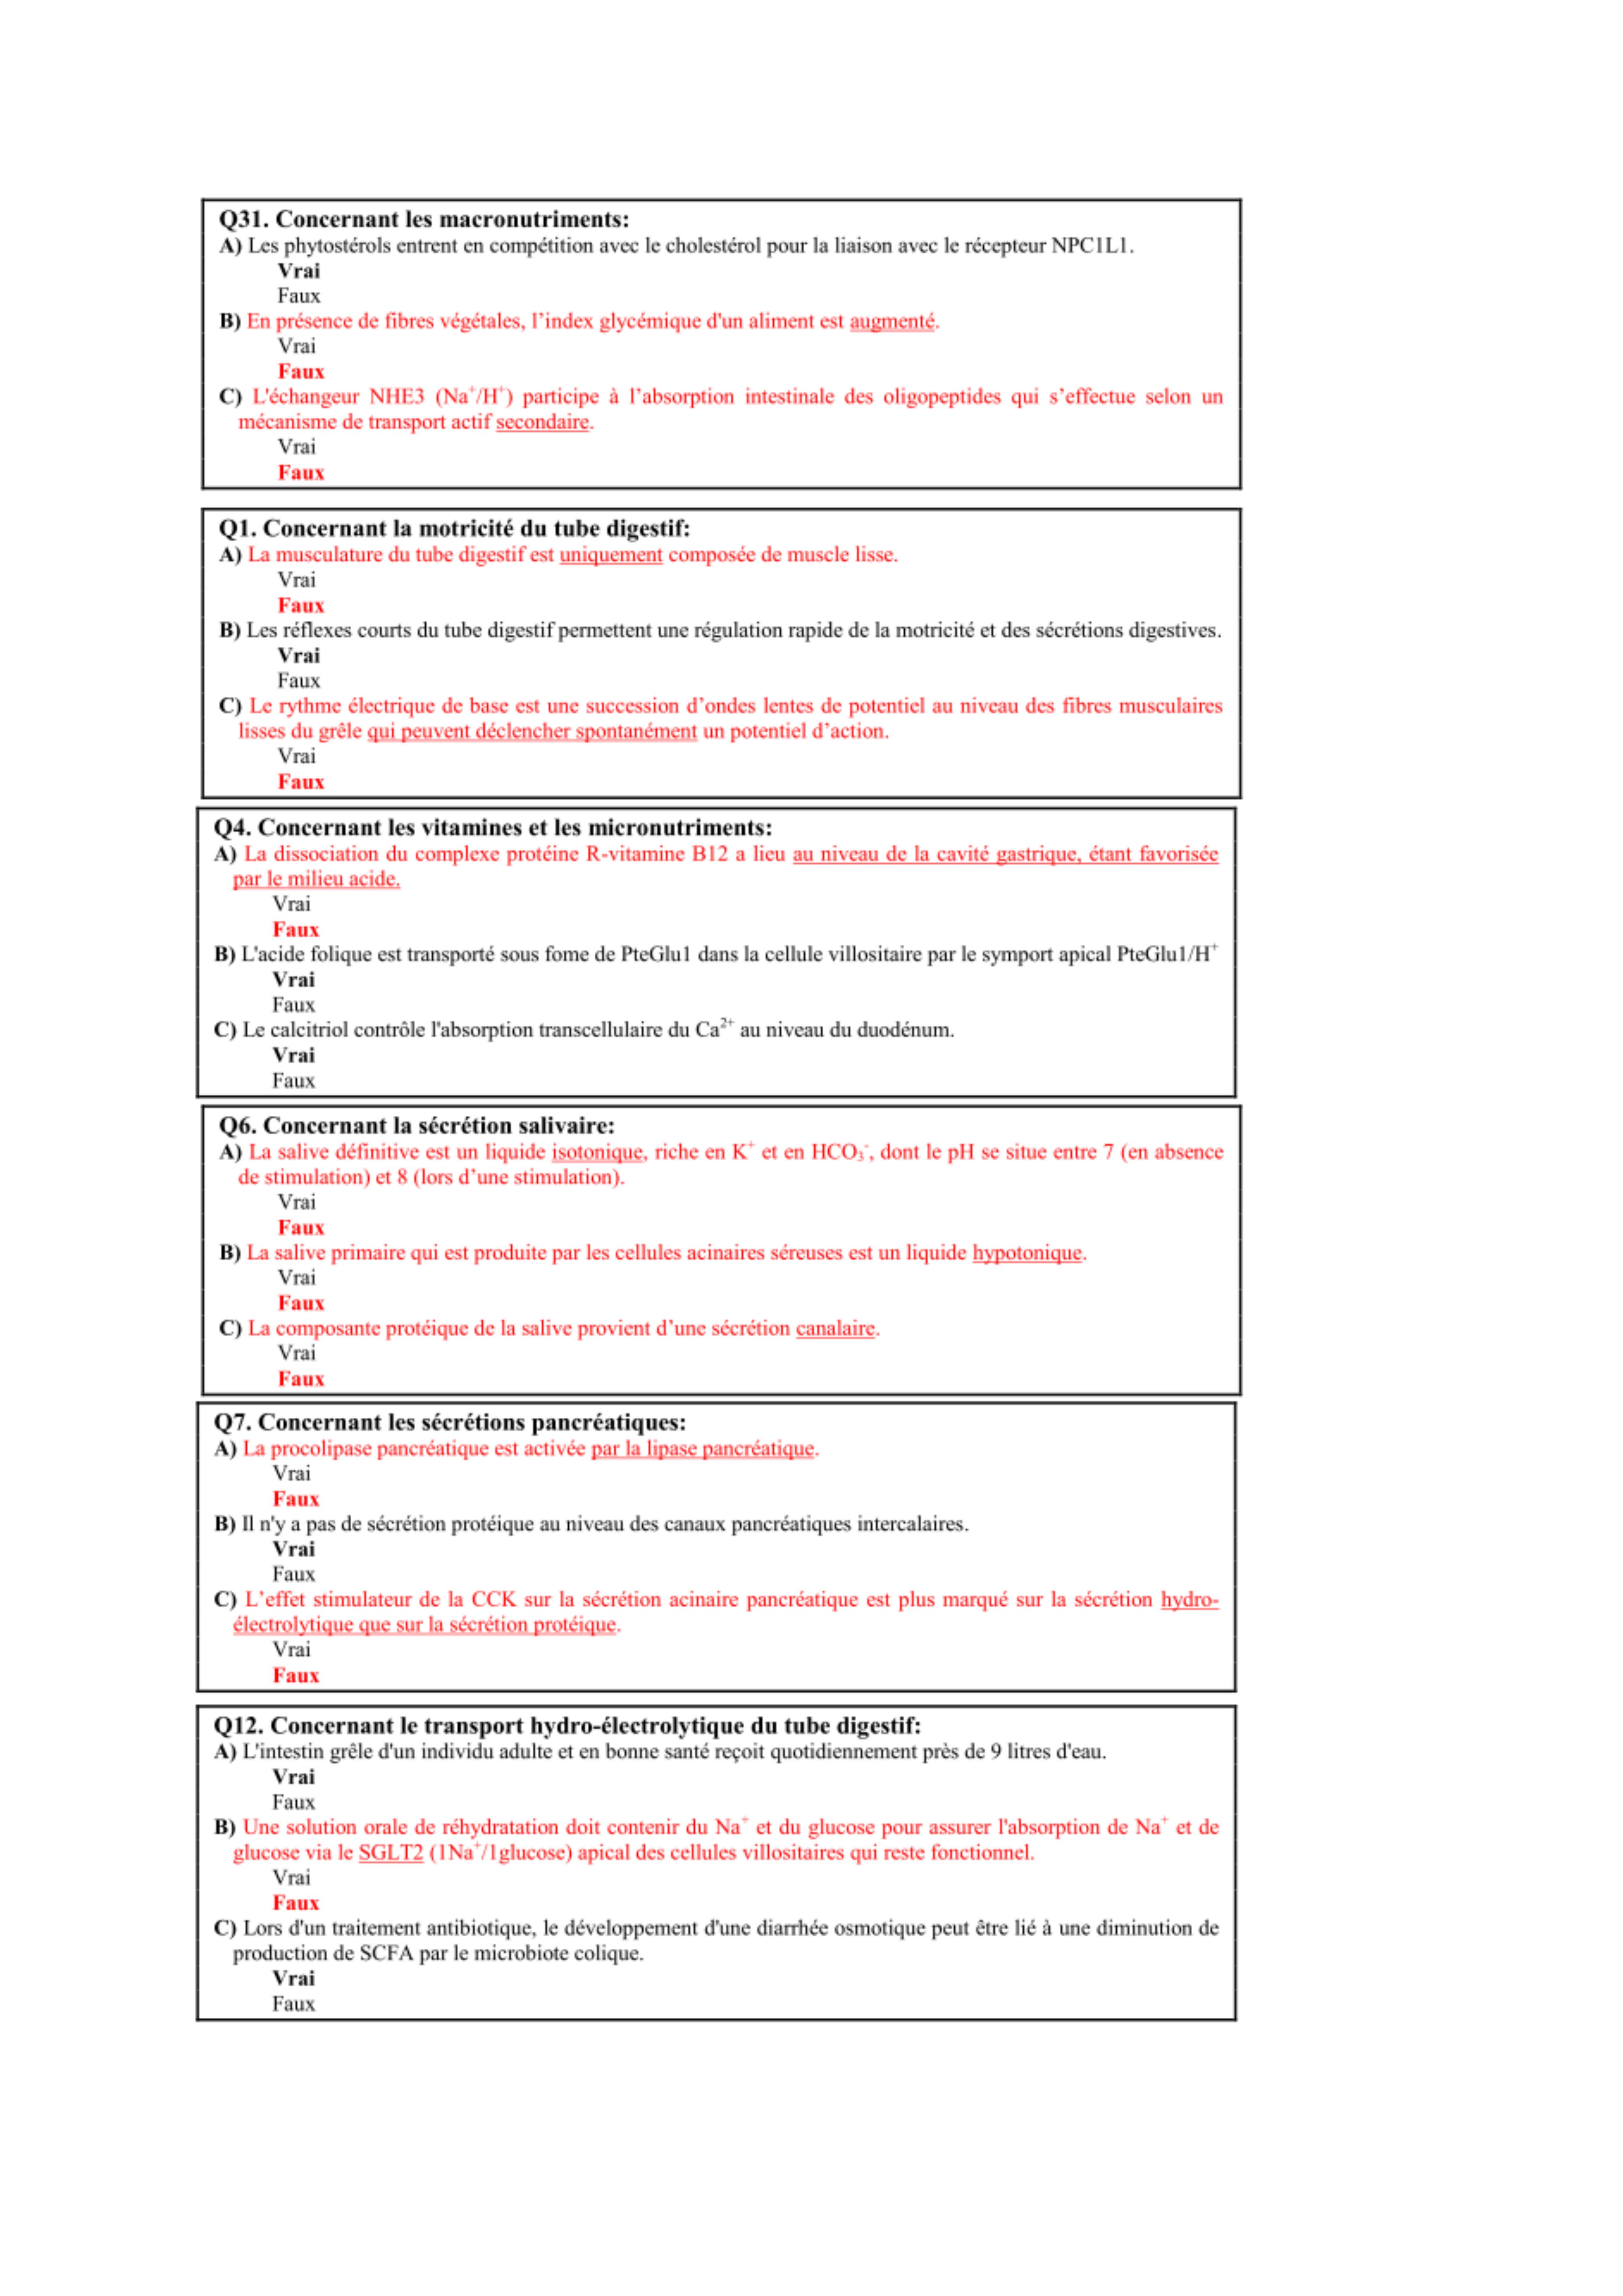 Q31. Concernant les macronutriments:
A) Les phytostérols entrent en compétition avec le cholestérol pour la liaison avec le récepteur NPC1L1.
Vrai
Faux
B) En présence de fibres végétales, l’index glycémique d'un aliment est augmenté.
Vrai
Faux
C) L'échangeur NHE3 (Na⁺/H⁺) participe à l’absorption intestinale des oligopeptides qui s’effectue selon un
mécanisme de transport actif secondaire.
Vrai
Faux
Q1. Concernant la motricité du tube digestif:
A) La musculature du tube digestif est uniquement composée de muscle lisse.
Vrai
Faux
B) Les réflexes courts du tube digestif permettent une régulation rapide de la motricité et des sécrétions digestives.
Vrai
Faux
C) Le rythme électrique de base est une succession d’ondes lentes de potentiel au niveau des fibres musculaires
lisses du grêle qui peuvent déclencher spontanément un potentiel d’action.
Vrai
Faux
Q4. Concernant les vitamines et les micronutriments:
A) La dissociation du complexe protéine R-vitamine B12 a lieu au niveau de la cavité gastrique, étant favorisée
par le milieu acide.
Vrai
Faux
B) L'acide folique est transporté sous fome de PteGlu1 dans la cellule villositaire par le symport apical PteGlu1/H⁺
Vrai
Faux
C) Le calcitriol contrôle l'absorption transcellulaire du Ca²⁺ au niveau du duodénum.
Vrai
Faux
Q6. Concernant la sécrétion salivaire:
A) La salive définitive est un liquide isotonique, riche en K⁺ et en HCO₃⁻, dont le pH se situe entre 7 (en absence
de stimulation) et 8 (lors d’une stimulation).
Vrai
Faux
B) La salive primaire qui est produite par les cellules acinaires séreuses est un liquide hypotonique.
Vrai
Faux
C) La composante protéique de la salive provient d’une sécrétion canalaire.
Vrai
Faux
Q7. Concernant les sécrétions pancréatiques:
A) La procolipase pancréatique est activée par la lipase pancréatique.
Vrai
Faux
B) Il n'y a pas de sécrétion protéique au niveau des canaux pancréatiques intercalaires.
Vrai
Faux
C) L’effet stimulateur de la CCK sur la sécrétion acinaire pancréatique est plus marqué sur la sécrétion hydro-
électrolytique que sur la sécrétion protéique.
Vrai
Faux
Q12. Concernant le transport hydro-électrolytique du tube digestif:
A) L'intestin grêle d'un individu adulte et en bonne santé reçoit quotidiennement près de 9 litres d'eau.
Vrai
Faux
B) Une solution orale de réhydratation doit contenir du Na⁺ et du glucose pour assurer l'absorption de Na⁺ et de
glucose via le SGLT2 (1Na⁺/1glucose) apical des cellules villositaires qui reste fonctionnel.
Vrai
Faux
C) Lors d'un traitement antibiotique, le développement d'une diarrhée osmotique peut être lié à une diminution de
production de SCFA par le microbiote colique.
Vrai
Faux